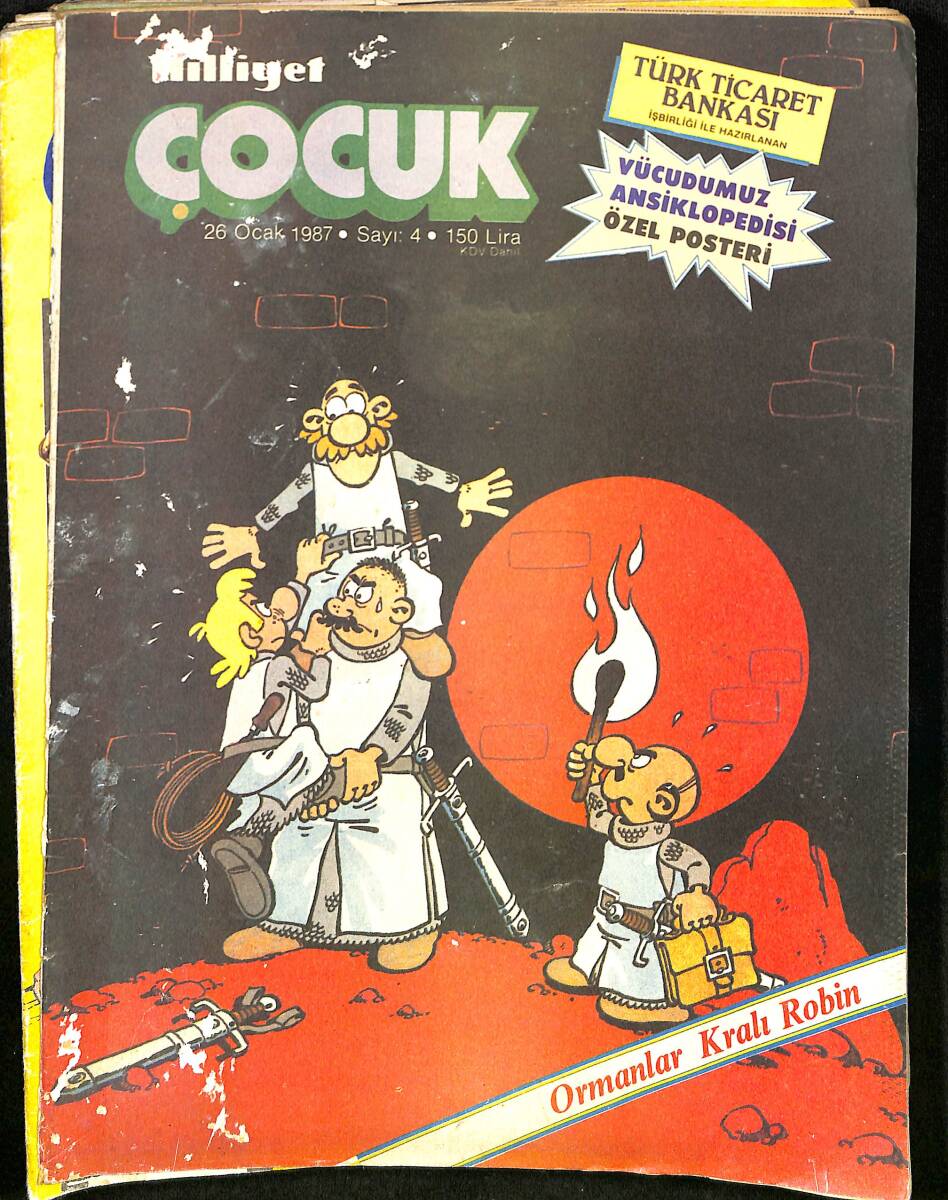 Milliyet
ÇOCUK
26 Ocak 1987 • Sayı: 4 • 150 Lira
KDV Dahil
TÜRK TİCARET
BANKASI
İŞBİRLİĞİ İLE HAZIRLANAN
VÜCUDUMUZ
ANSİKLOPEDİSİ
ÖZEL POSTERİ
Ormanlar Kralı Robin